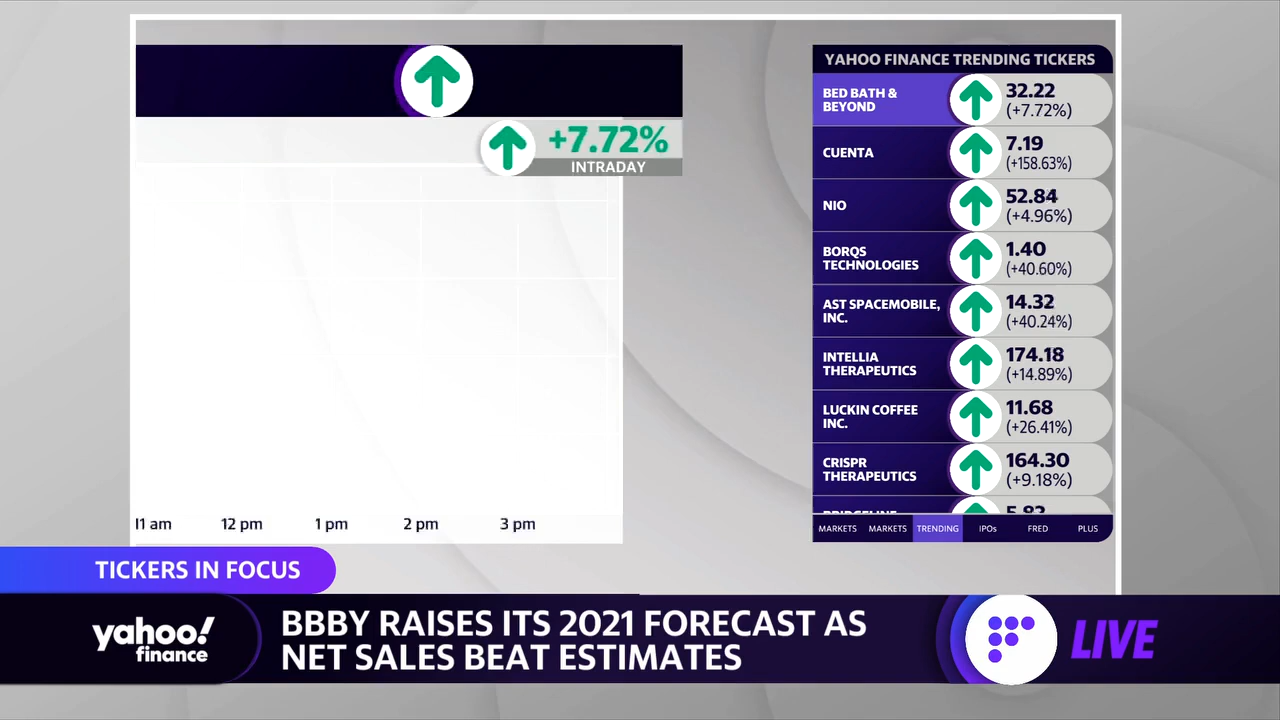 +7.72%
INTRADAY
11 am 12 pm 1 pm 2 pm 3 pm
YAHOO FINANCE TRENDING TICKERS
BED BATH &
BEYOND
32.22
(+7.72%)
CUENTA
7.19
(+158.63%)
NIO
52.84
(+4.96%)
BORQS
TECHNOLOGIES
1.40
(+40.60%)
AST SPACEMOBILE,
INC.
14.32
(+40.24%)
INTELLIA
THERAPEUTICS
174.18
(+14.89%)
LUCKIN COFFEE
INC.
11.68
(+26.41%)
CRISPR
THERAPEUTICS
164.30
(+9.18%)
MARKETS MARKETS TRENDING IPOs FRED PLUS
TICKERS IN FOCUS
yahoo!
finance
BBBY RAISES ITS 2021 FORECAST AS
NET SALES BEAT ESTIMATES
LIVE